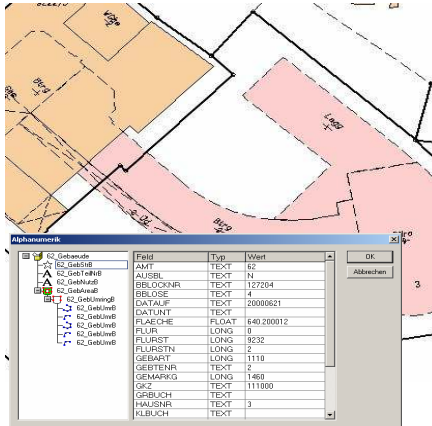 Lagg
3
Alphanumerik
62_Gebaeude
62_GebStrB
62_GebTeilNrB
62_GebNutzB
62_GebAreaB
62_GebUmringB
62_GebUmrB
62_GebUmrB
62_GebUmrB
62_GebUmrB
62_GebUmrB
Feld Typ Wert
AMT TEXT 62
AUSBL TEXT N
BBLOCKNR TEXT 127204
BBLOSE TEXT 4
DATAUF TEXT 20000621
DATUNT TEXT
FLAECHE FLOAT 640.200012
FLUR LONG 0
FLURST LONG 9232
FLURSTN LONG 2
GEBART LONG 1110
GEBTENR TEXT 2
GEMARKG LONG 1460
GKZ TEXT 111000
GRBUCH TEXT
HAUSNR TEXT 3
KLBUCH TEXT
OK
Abbrechen